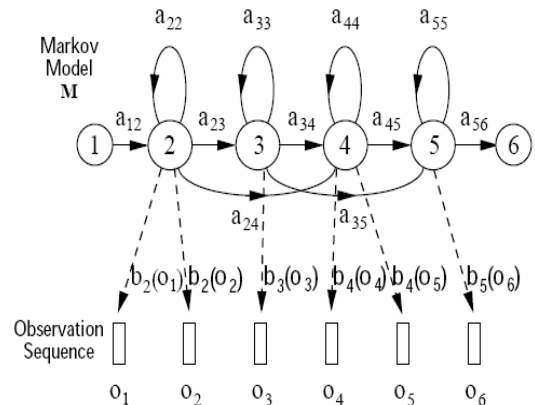 a₂₂ a₃₃ a₄₄ a₅₅
Markov
Model
M
a₁₂ a₂₃ a₃₄ a₄₅ a₅₆
1 2 3 4 5 6
a₂₄ a₃₅
b₂(o₁) b₂(o₂) b₃(o₃) b₄(o₄) b₄(o₅) b₅(o₆)
Observation
Sequence
o₁ o₂ o₃ o₄ o₅ o₆